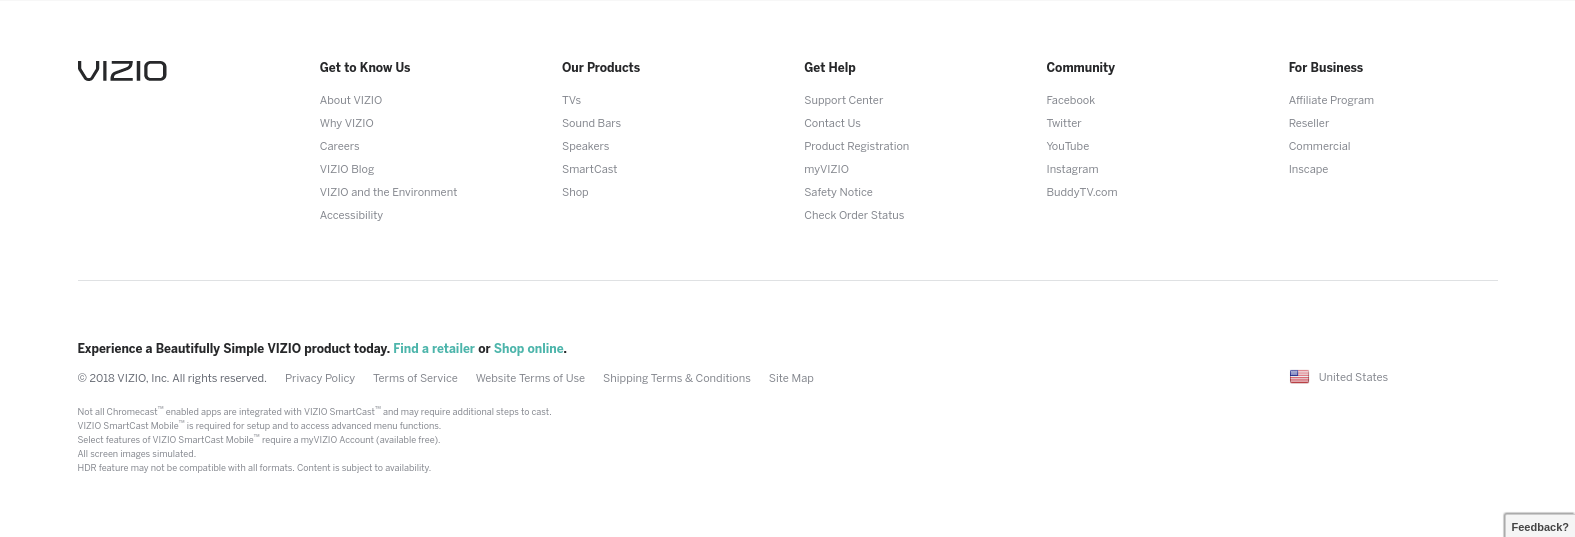 VIZIO
Get to Know Us
About VIZIO
Why VIZIO
Careers
VIZIO Blog
VIZIO and the Environment
Accessibility
Our Products
TVs
Sound Bars
Speakers
SmartCast
Shop
Get Help
Support Center
Contact Us
Product Registration
myVIZIO
Safety Notice
Check Order Status
Community
Facebook
Twitter
YouTube
Instagram
BuddyTV.com
For Business
Affiliate Program
Reseller
Commercial
Inscape
Experience a Beautifully Simple VIZIO product today. Find a retailer or Shop online.
© 2018 VIZIO, Inc. All rights reserved. Privacy Policy Terms of Service Website Terms of Use Shipping Terms & Conditions Site Map
United States
Not all Chromecast™ enabled apps are integrated with VIZIO SmartCast™ and may require additional steps to cast.
VIZIO SmartCast Mobile™ is required for setup and to access advanced menu functions.
Select features of VIZIO SmartCast Mobile™ require a myVIZIO Account (available free).
All screen images simulated.
HDR feature may not be compatible with all formats. Content is subject to availability.
Feedback?